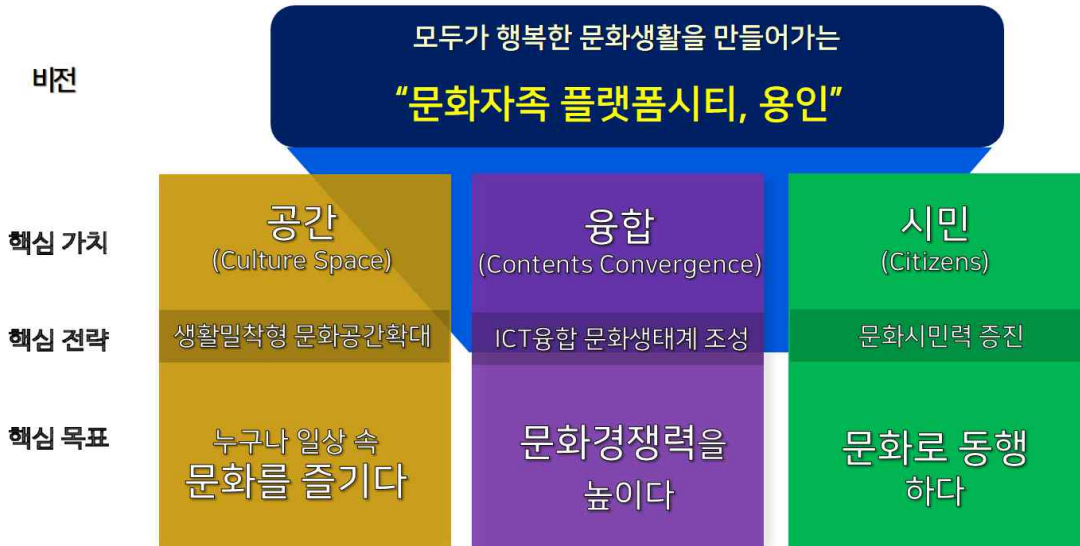 비전
모두가 행복한 문화생활을 만들어가는
“문화자족 플랫폼시티, 용인”
핵심 가치
공간
(Culture Space)
융합
(Contents Convergence)
시민
(Citizens)
핵심 전략
생활밀착형 문화공간확대
ICT융합 문화생태계 조성
문화시민력 증진
핵심 목표
누구나 일상 속
문화를 즐기다
문화경쟁력을
높이다
문화로 동행
하다